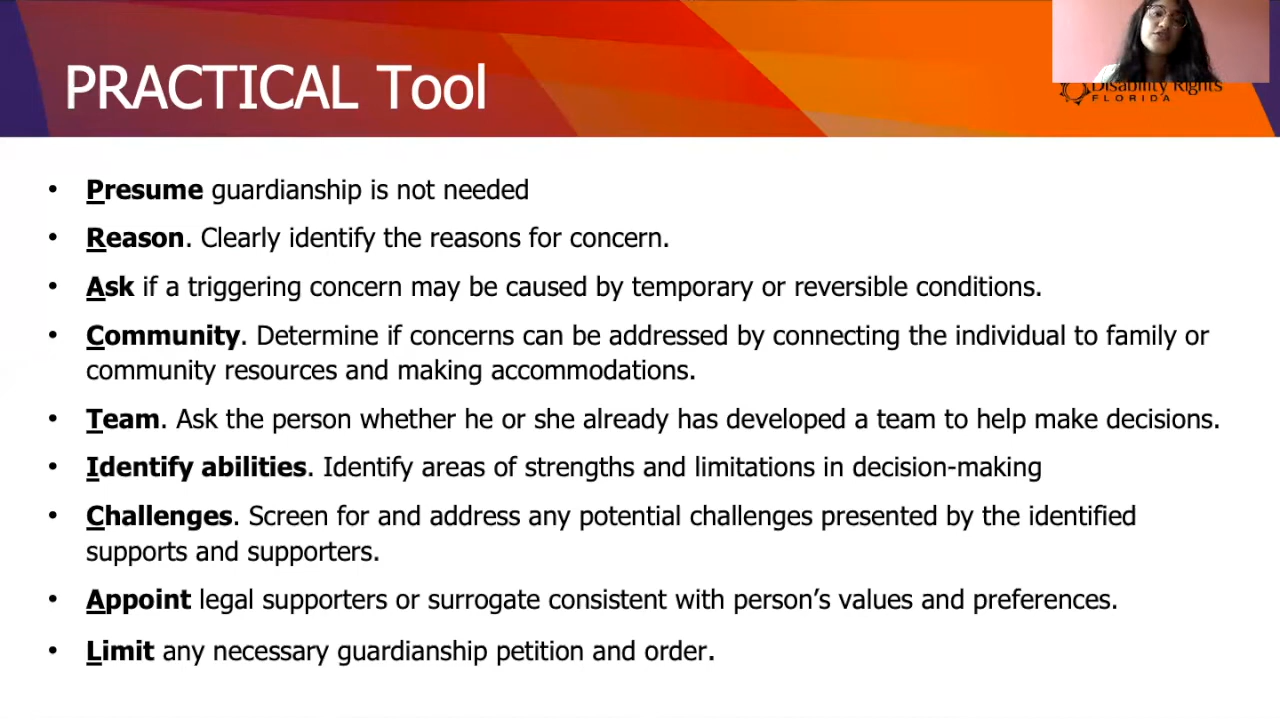 PRACTICAL Tool
Disability Rights
FLORIDA
• Presume guardianship is not needed
• Reason. Clearly identify the reasons for concern.
• Ask if a triggering concern may be caused by temporary or reversible conditions.
• Community. Determine if concerns can be addressed by connecting the individual to family or
community resources and making accommodations.
• Team. Ask the person whether he or she already has developed a team to help make decisions.
• Identify abilities. Identify areas of strengths and limitations in decision-making
• Challenges. Screen for and address any potential challenges presented by the identified
supports and supporters.
• Appoint legal supporters or surrogate consistent with person’s values and preferences.
• Limit any necessary guardianship petition and order.